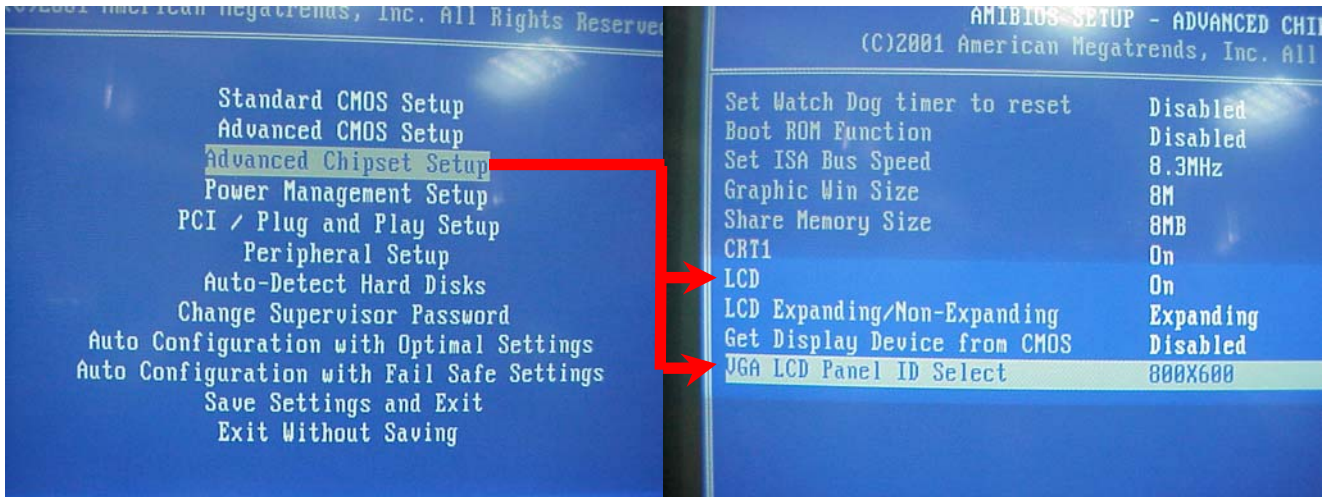 American Megatrends, Inc. All Rights Reserved
Standard CMOS Setup
Advanced CMOS Setup
Advanced Chipset Setup
Power Management Setup
PCI / Plug and Play Setup
Peripheral Setup
Auto-Detect Hard Disks
Change Supervisor Password
Auto Configuration with Optimal Settings
Auto Configuration with Fail Safe Settings
Save Settings and Exit
Exit Without Saving
AMIBIOS SETUP - ADVANCED CHI
(C)2001 American Megatrends, Inc. All
Set Watch Dog timer to reset Disabled
Boot ROM Function Disabled
Set ISA Bus Speed 8.3MHz
Graphic Win Size 8M
Share Memory Size 8MB
CRT1 On
LCD On
LCD Expanding/Non-Expanding Expanding
Get Display Device from CMOS Disabled
VGA LCD Panel ID Select 800X600